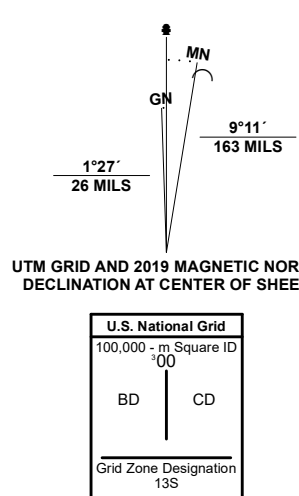 MN
GN
9°11´
163 MILS
1°27´
26 MILS
UTM GRID AND 2019 MAGNETIC NOR
DECLINATION AT CENTER OF SHEE
U.S. National Grid
100,000 - m Square ID
³00
BD CD
Grid Zone Designation
13S